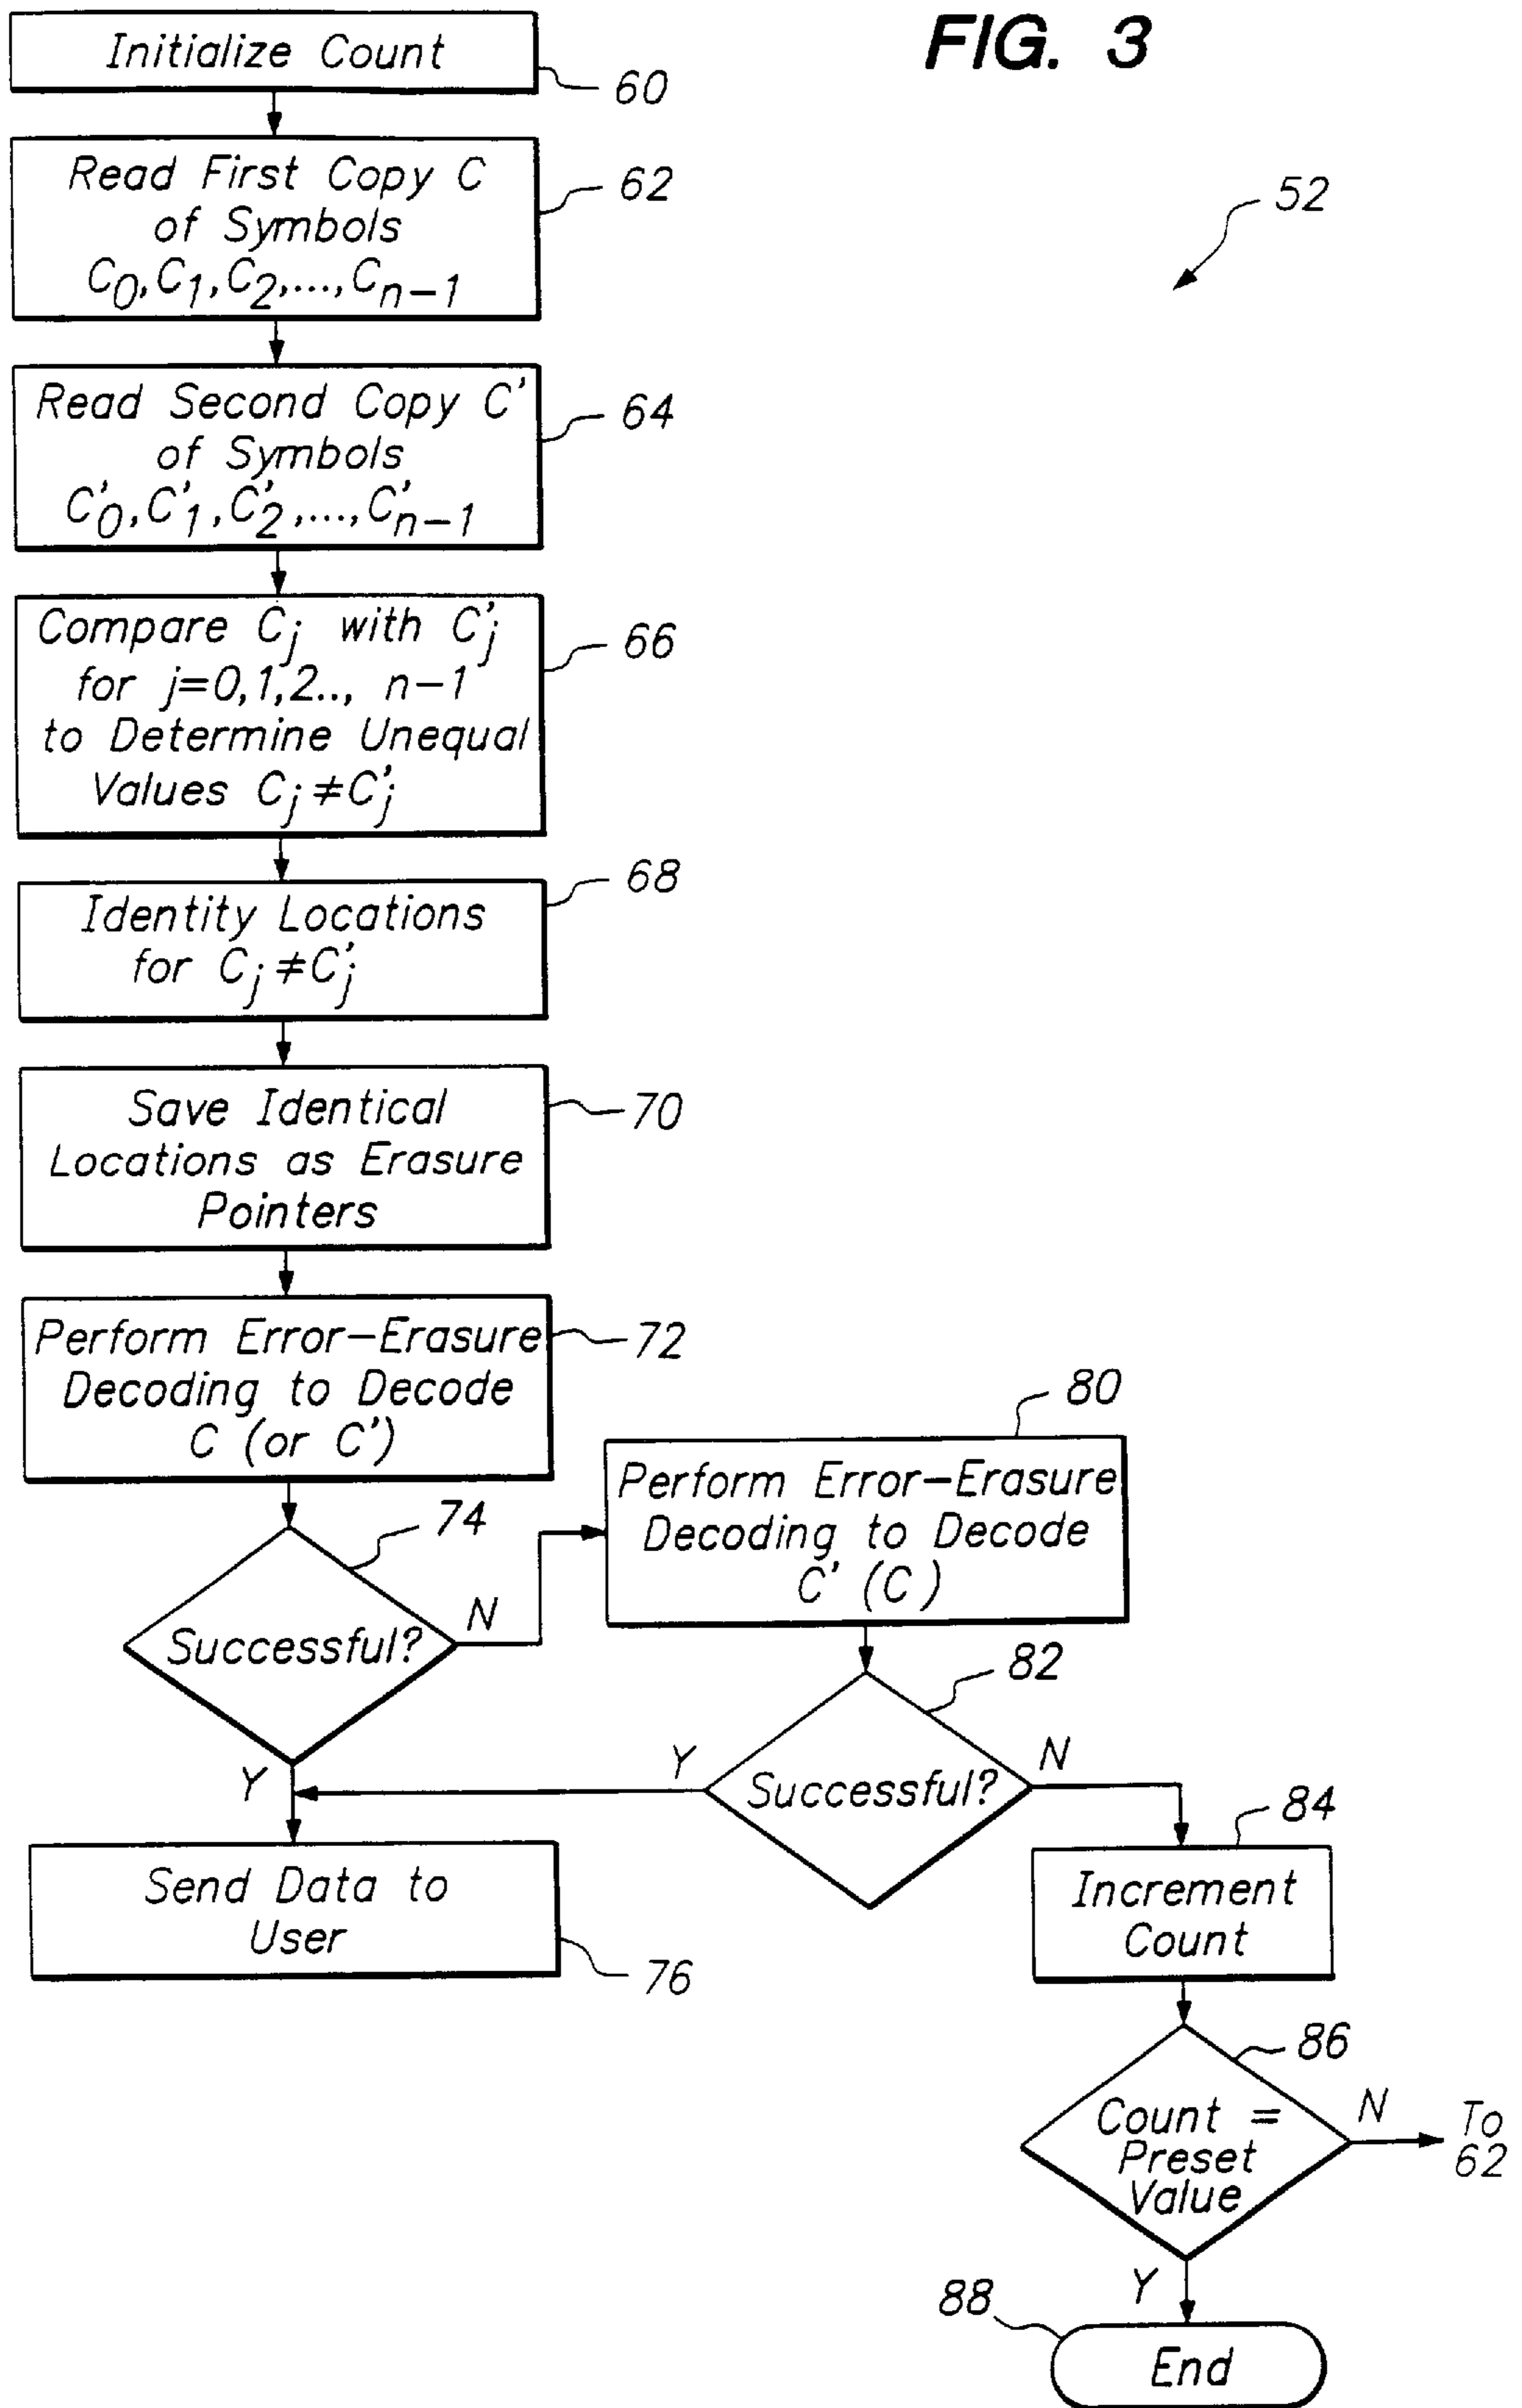 FIG. 3
Initialize Count
60
52
Read First Copy C
of Symbols
C0, C1, C2,..., Cn-1
62
Read Second Copy C'
of Symbols
C'0, C'1, C'2,..., C'n-1
64
Compare Cj with C'j
for j=0,1,2.., n-1
to Determine Unequal
Values Cj≠C'j
66
Identity Locations
for Cj≠C'j
68
Save Identical
Locations as Erasure
Pointers
70
Perform Error-Erasure
Decoding to Decode
C (or C')
72
Successful?
74
N
Y
Perform Error-Erasure
Decoding to Decode
C' (C)
80
Successful?
82
Y
N
Send Data to
User
76
Increment
Count
84
Count =
Preset
Value
86
N
To
62
Y
End
88